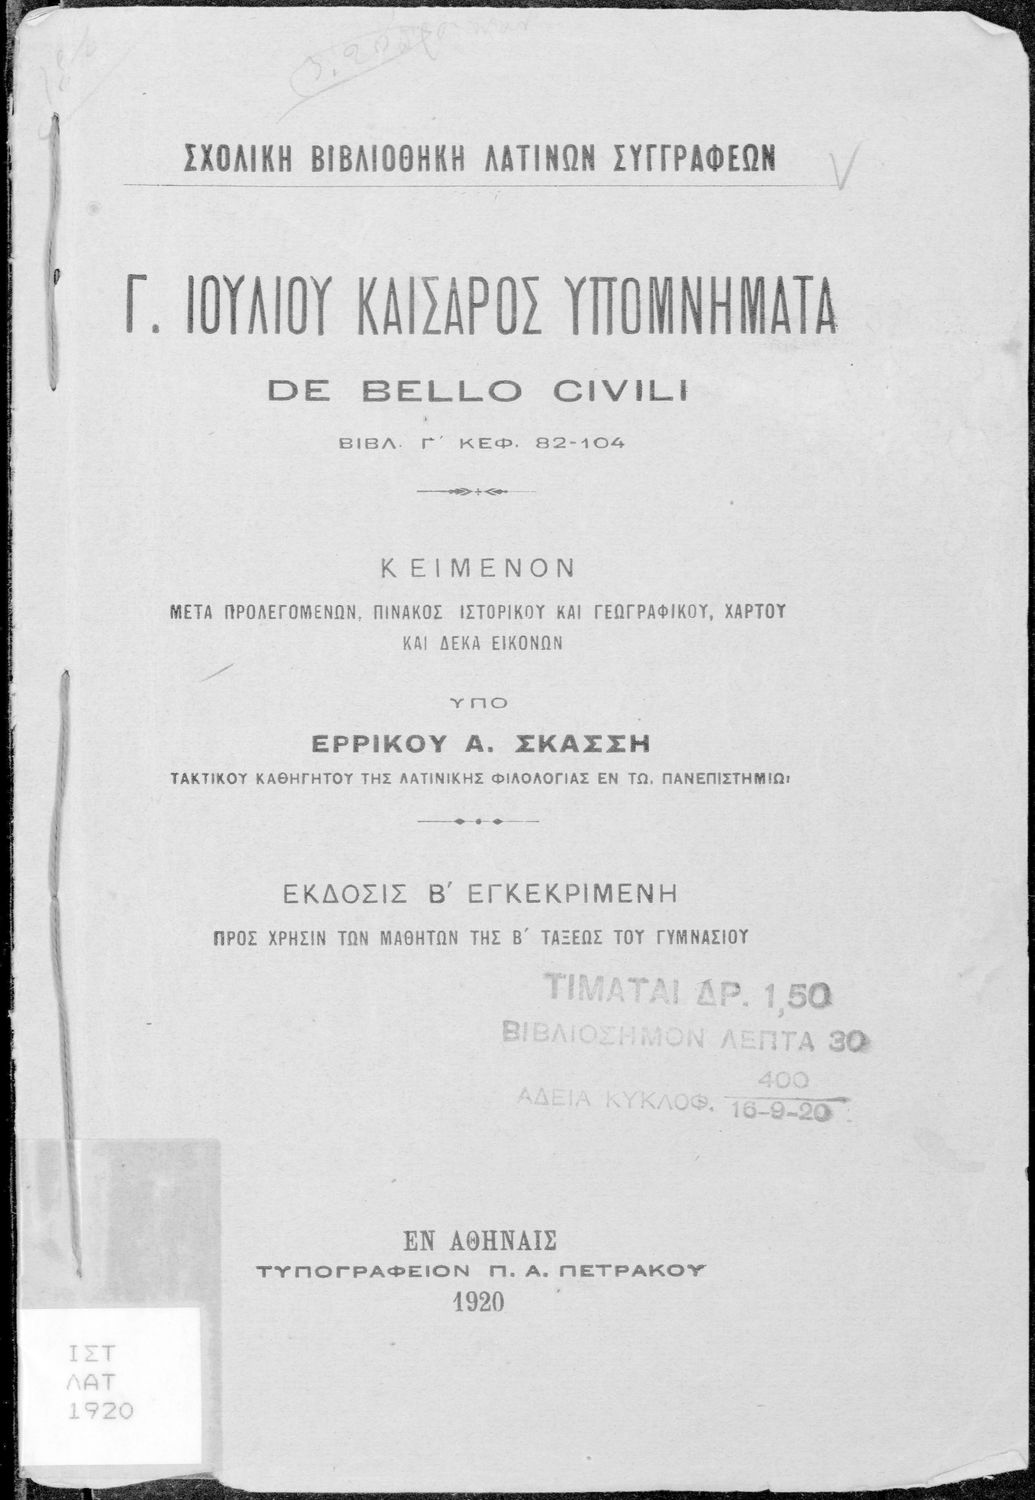 ΣΧΟΛΙΚΗ ΒΙΒΛΙΟΘΗΚΗ ΛΑΤΙΝΩΝ ΣΥΓΓΡΑΦΕΩΝ
Γ. ΙΟΥΛΙΟΥ ΚΑΙΣΑΡΟΣ ΥΠΟΜΝΗΜΑΤΑ
DE BELLO CIVILI
ΒΙΒΛ. Γ΄ ΚΕΦ. 82-104
ΚΕΙΜΕΝΟΝ
ΜΕΤΑ ΠΡΟΛΕΓΟΜΕΝΩΝ, ΠΙΝΑΚΟΣ ΙΣΤΟΡΙΚΟΥ ΚΑΙ ΓΕΩΓΡΑΦΙΚΟΥ, ΧΑΡΤΟΥ
ΚΑΙ ΔΕΚΑ ΕΙΚΟΝΩΝ
ΥΠΟ
ΕΡΡΙΚΟΥ Α. ΣΚΑΣΣΗ
ΤΑΚΤΙΚΟΥ ΚΑΘΗΓΗΤΟΥ ΤΗΣ ΛΑΤΙΝΙΚΗΣ ΦΙΛΟΛΟΓΙΑΣ ΕΝ ΤΩ, ΠΑΝΕΠΙΣΤΗΜΙΩι
ΕΚΔΟΣΙΣ Β΄ ΕΓΚΕΚΡΙΜΕΝΗ
ΠΡΟΣ ΧΡΗΣΙΝ ΤΩΝ ΜΑΘΗΤΩΝ ΤΗΣ Β΄ ΤΑΞΕΩΣ ΤΟΥ ΓΥΜΝΑΣΙΟΥ
ΤΙΜΑΤΑΙ ΔΡ. 1,50
ΒΙΒΛΙΟΣΗΜΟΝ ΛΕΠΤΑ 30
400
ΑΔΕΙΑ ΚΥΚΛΟΦ. 16-9-20
ΕΝ ΑΘΗΝΑΙΣ
ΤΥΠΟΓΡΑΦΕΙΟΝ Π. Α. ΠΕΤΡΑΚΟΥ
1920
ΙΣΤ
ΛΑΤ
1920